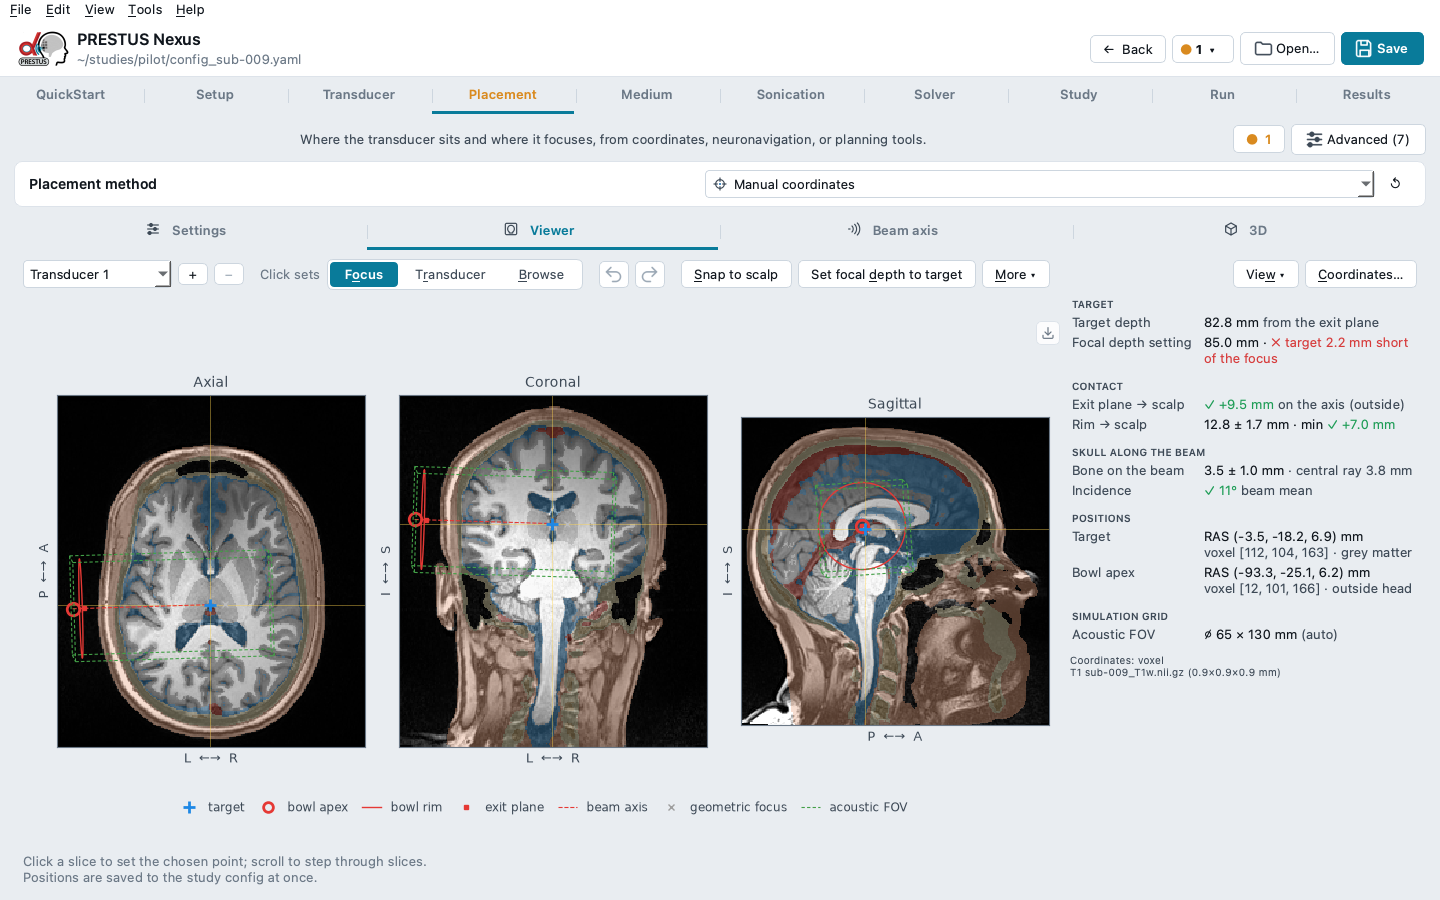 File Edit View Tools Help
PRESTUS Nexus
~/studies/pilot/config_sub-009.yaml
PRESTUS
← Back
1
Open...
Save
QuickStart Setup Transducer Placement Medium Sonication Solver Study Run Results
Where the transducer sits and where it focuses, from coordinates, neuronavigation, or planning tools.
1
Advanced (7)
Placement method
Manual coordinates
Settings Viewer Beam axis 3D
Transducer 1
+ −
Click sets
Focus Transducer Browse
Snap to scalp
Set focal depth to target
More
View
Coordinates...
TARGET
Target depth 82.8 mm from the exit plane
Focal depth setting 85.0 mm · ✕ target 2.2 mm short
of the focus
CONTACT
Exit plane → scalp ✓ +9.5 mm on the axis (outside)
Rim → scalp 12.8 ± 1.7 mm · min ✓ +7.0 mm
SKULL ALONG THE BEAM
Bone on the beam 3.5 ± 1.0 mm · central ray 3.8 mm
Incidence ✓ 11° beam mean
POSITIONS
Target RAS (-3.5, -18.2, 6.9) mm
voxel [112, 104, 163] · grey matter
Bowl apex RAS (-93.3, -25.1, 6.2) mm
voxel [12, 101, 166] · outside head
SIMULATION GRID
Acoustic FOV ø 65 × 130 mm (auto)
Coordinates: voxel
T1 sub-009_T1w.nii.gz (0.9×0.9×0.9 mm)
Axial
P ←→ A
L ←→ R
Coronal
I ←→ S
L ←→ R
Sagittal
I ←→ S
P ←→ A
target bowl apex bowl rim exit plane beam axis geometric focus acoustic FOV
Click a slice to set the chosen point; scroll to step through slices.
Positions are saved to the study config at once.